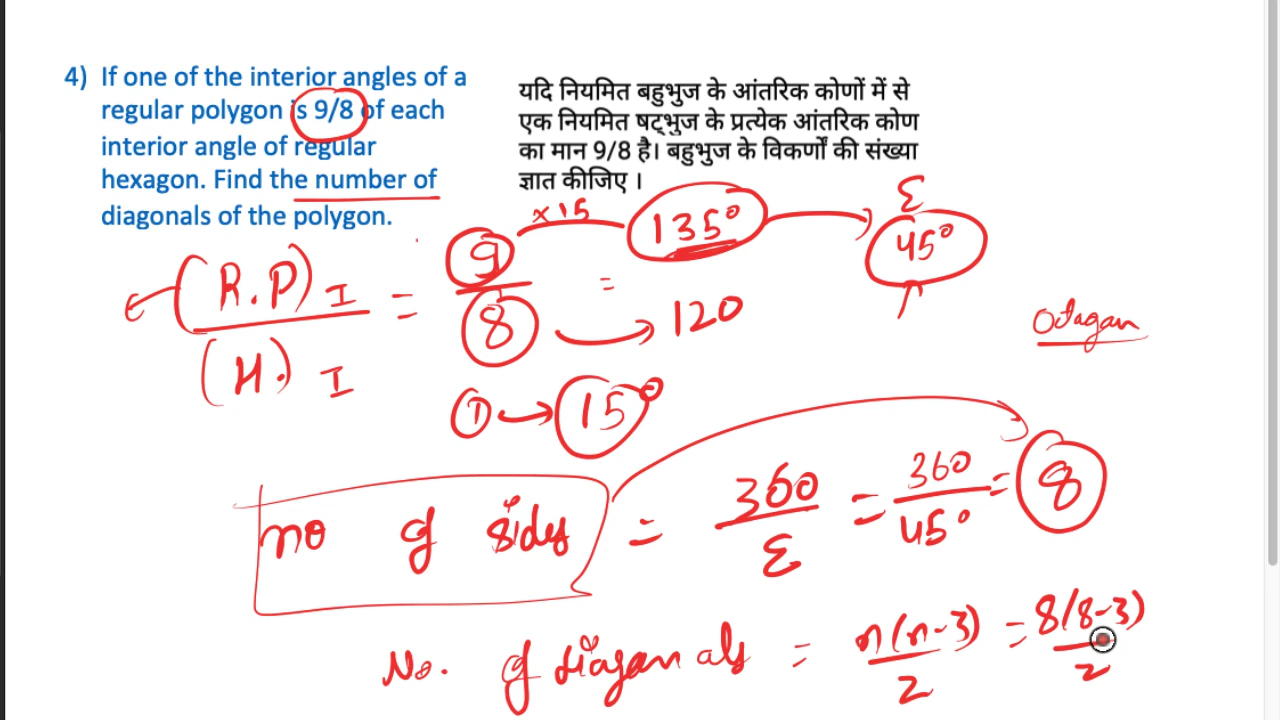 4) If one of the interior angles of a
regular polygon is 9/8 of each
interior angle of regular
hexagon. Find the number of
diagonals of the polygon.
यदि नियमित बहुभुज के आंतरिक कोणों में से
एक नियमित षट्भुज के प्रत्येक आंतरिक कोण
का मान 9/8 है। बहुभुज के विकर्णों की संख्या
ज्ञात कीजिए ।
(R.P) I
(H.) I
=
9
8
×15
=
135°
120
ε
45°
Octagan
1 → 15°
no of sides = 360/ε = 360/45° = 8
No. of diagonals = n(n-3)/2 = 8(8-3)/2